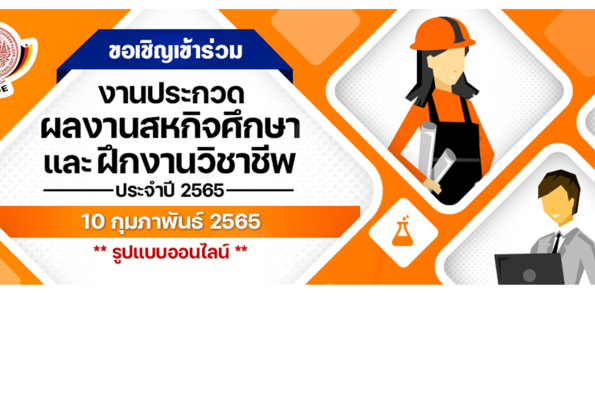 ขอเชิญเข้าร่วม
งานประกวด
ผลงานสหกิจศึกษา
และ ฝึกงานวิชาชีพ
ประจำปี 2565
10 กุมภาพันธ์ 2565
** รูปแบบออนไลน์ **